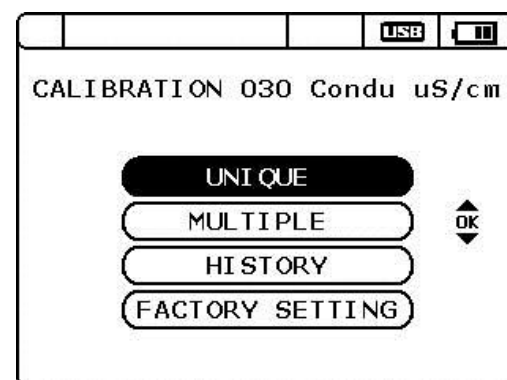 USB
CALIBRATION 030 Condu uS/cm
UNIQUE
MULTIPLE
OK
HISTORY
FACTORY SETTING